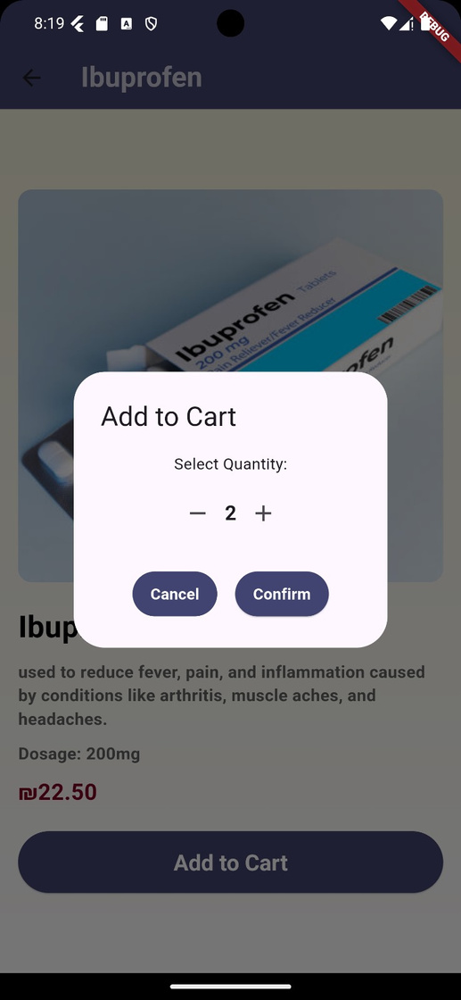 8:19
DEBUG
Ibuprofen
Ibuprofen Tablets
200 mg
Pain Reliever/Fever Reducer
Add to Cart
Select Quantity:
2
Cancel
Confirm
used to reduce fever, pain, and inflammation caused
by conditions like arthritis, muscle aches, and
headaches.
Dosage: 200mg
₪22.50
Add to Cart